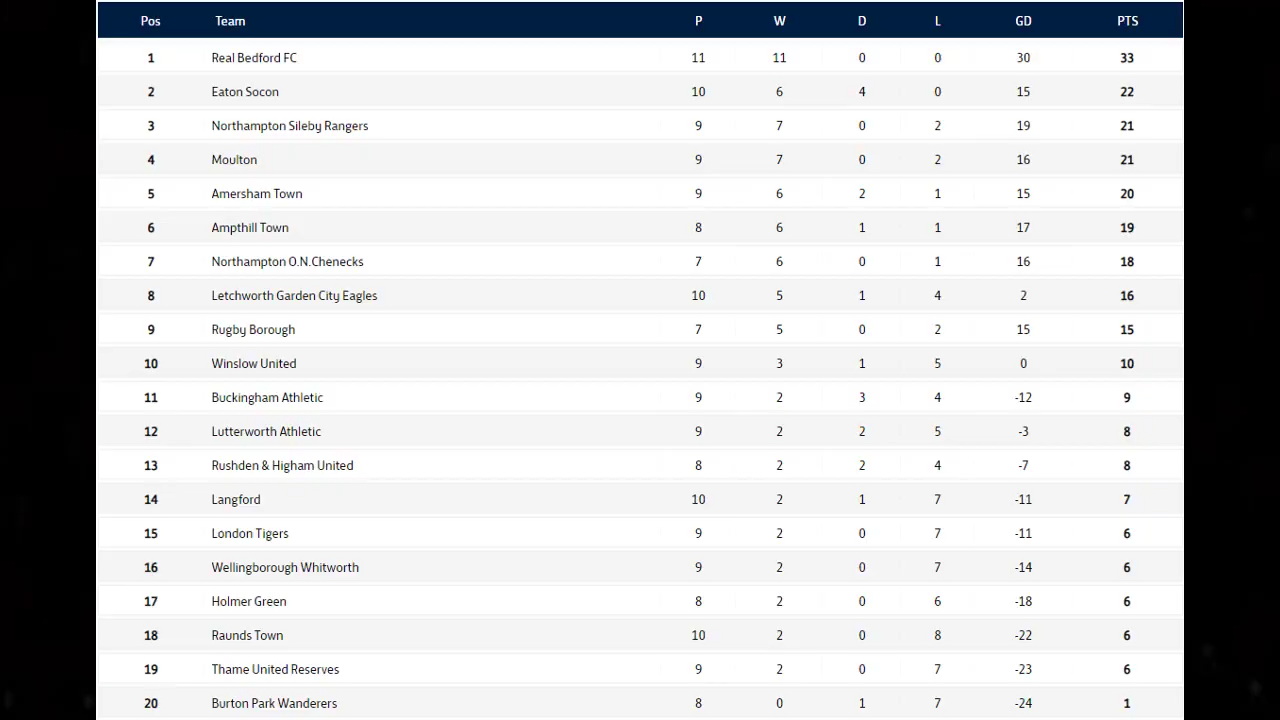 Pos Team P W D L GD PTS
1 Real Bedford FC 11 11 0 0 30 33
2 Eaton Socon 10 6 4 0 15 22
3 Northampton Sileby Rangers 9 7 0 2 19 21
4 Moulton 9 7 0 2 16 21
5 Amersham Town 9 6 2 1 15 20
6 Ampthill Town 8 6 1 1 17 19
7 Northampton O.N.Chenecks 7 6 0 1 16 18
8 Letchworth Garden City Eagles 10 5 1 4 2 16
9 Rugby Borough 7 5 0 2 15 15
10 Winslow United 9 3 1 5 0 10
11 Buckingham Athletic 9 2 3 4 -12 9
12 Lutterworth Athletic 9 2 2 5 -3 8
13 Rushden & Higham United 8 2 2 4 -7 8
14 Langford 10 2 1 7 -11 7
15 London Tigers 9 2 0 7 -11 6
16 Wellingborough Whitworth 9 2 0 7 -14 6
17 Holmer Green 8 2 0 6 -18 6
18 Raunds Town 10 2 0 8 -22 6
19 Thame United Reserves 9 2 0 7 -23 6
20 Burton Park Wanderers 8 0 1 7 -24 1